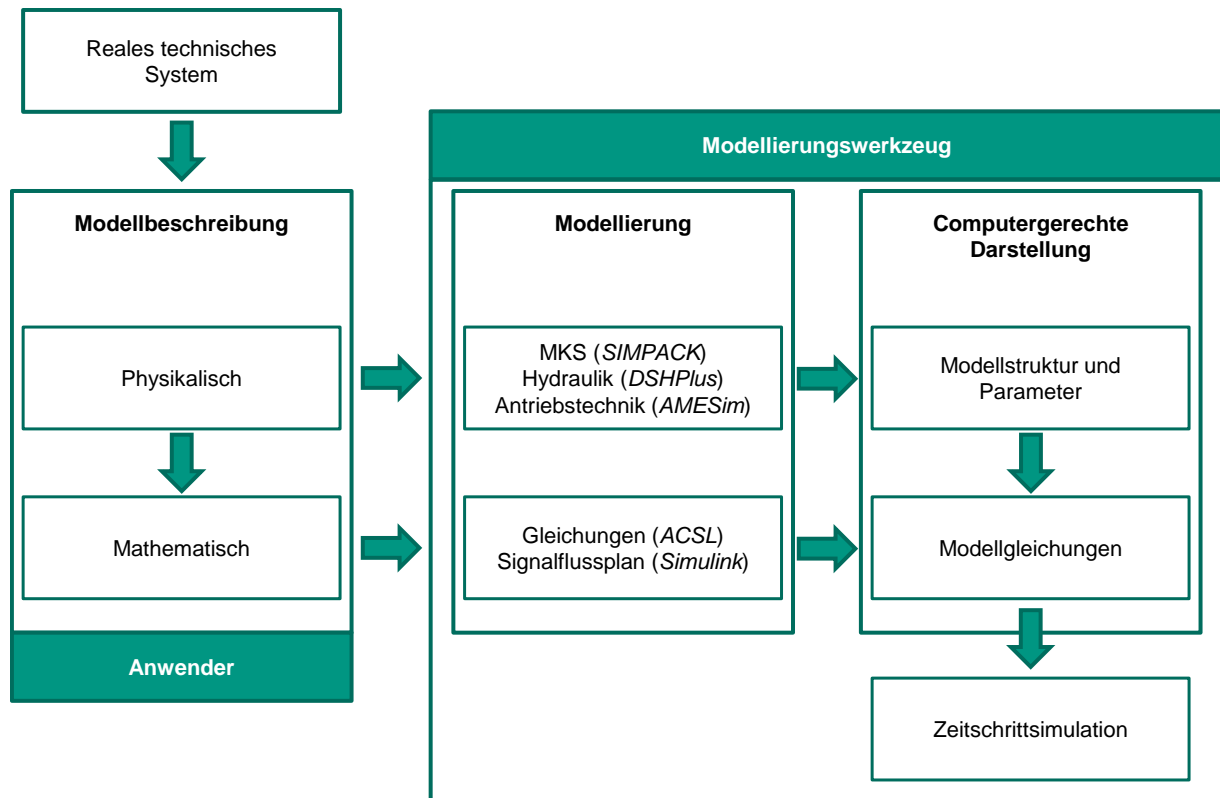 Reales technisches
System
Modellierungswerkzeug
Modellbeschreibung
Physikalisch
Mathematisch
Anwender
Modellierung
MKS (SIMPACK)
Hydraulik (DSHPlus)
Antriebstechnik (AMESim)
Gleichungen (ACSL)
Signalflussplan (Simulink)
Computergerechte
Darstellung
Modellstruktur und
Parameter
Modellgleichungen
Zeitschrittsimulation